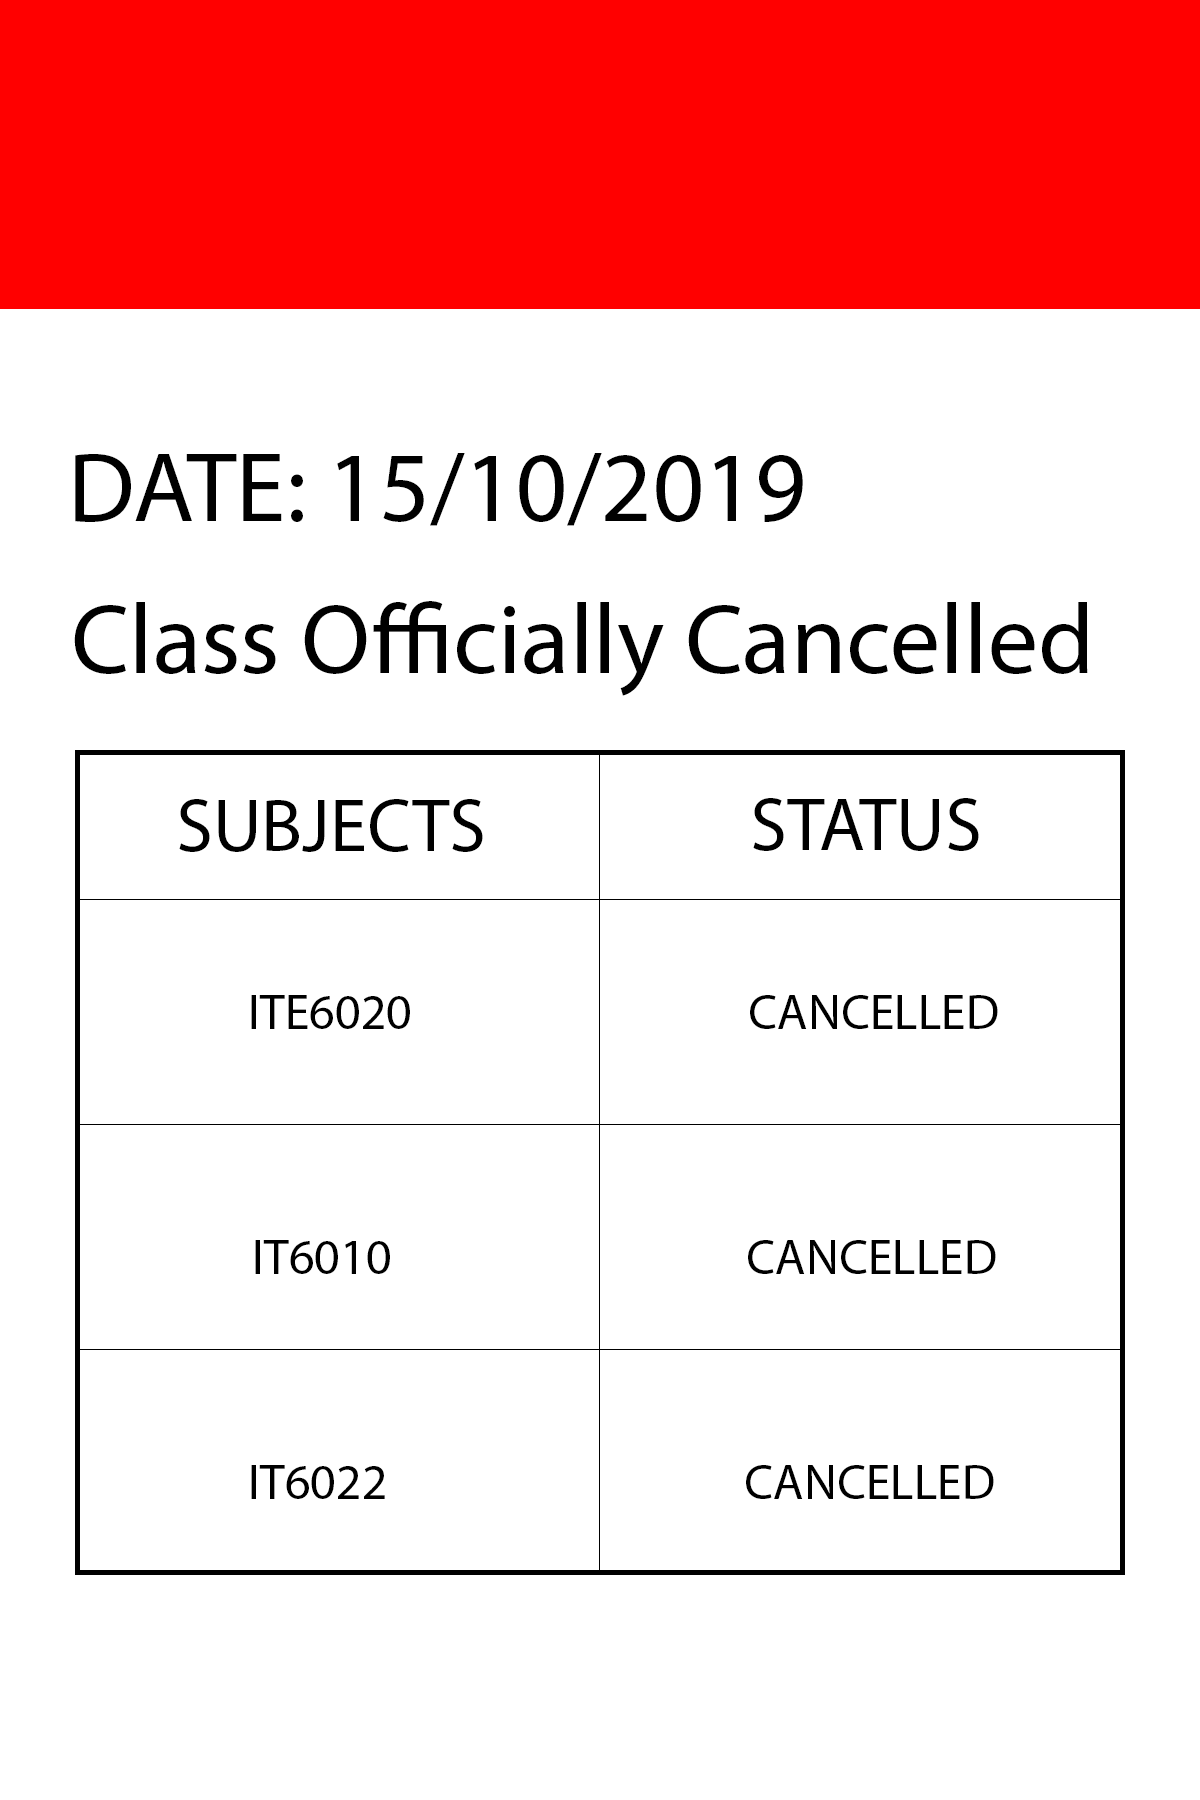 DATE: 15/10/2019
Class Officially Cancelled
SUBJECTS STATUS
ITE6020 CANCELLED
IT6010 CANCELLED
IT6022 CANCELLED